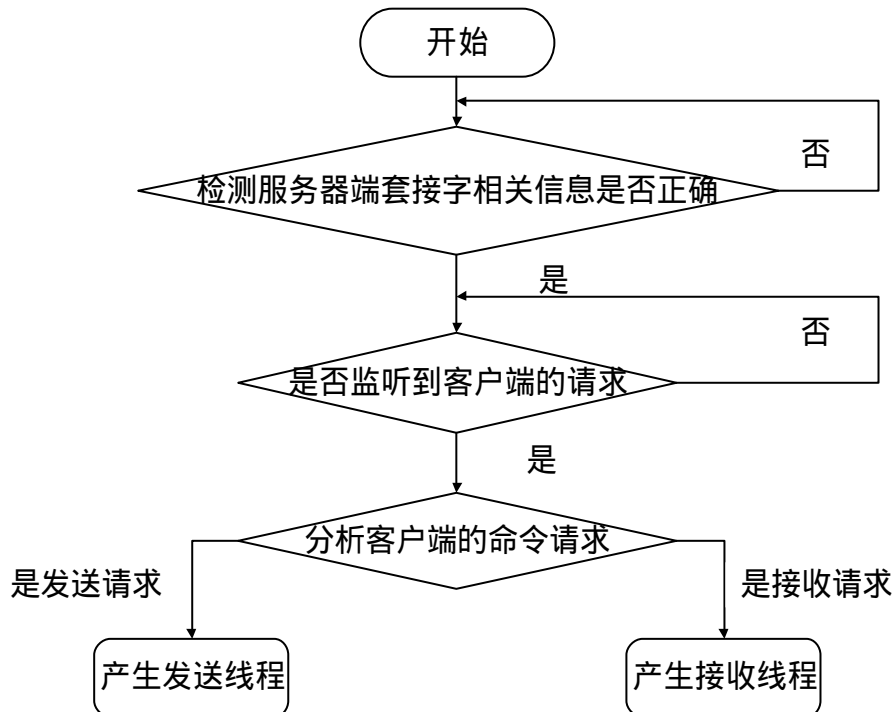 开始
否
检测服务器端套接字相关信息是否正确
是
否
是否监听到客户端的请求
是
分析客户端的命令请求
是发送请求
是接收请求
产生发送线程
产生接收线程